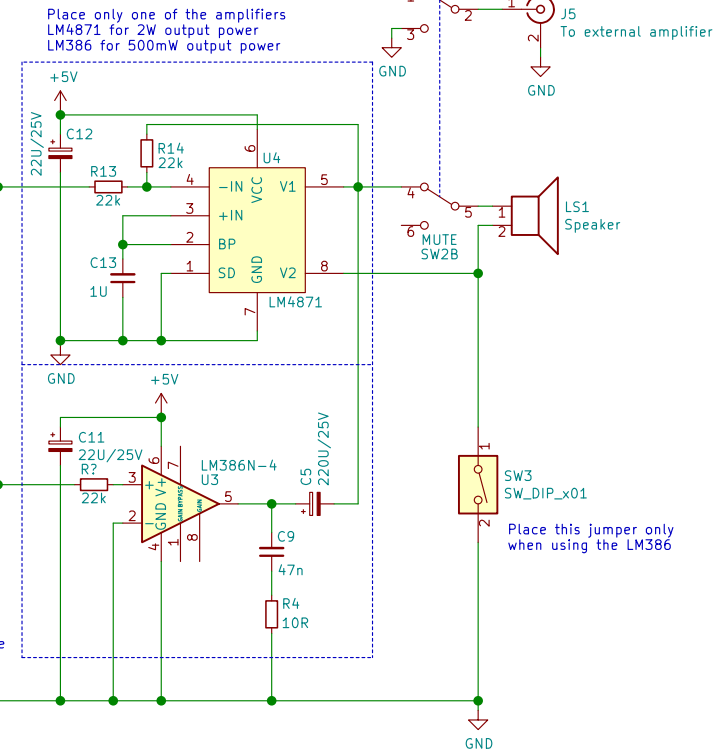 Place only one of the amplifiers
LM4871 for 2W output power
LM386 for 500mW output power
3
2
1
J5
2
To external amplifier
GND
GND
+5V
22U/25V
C12
R13
22k
R14
22k
U4
6
4
-IN
VCC
V1
5
3
+IN
2
BP
1
SD
GND
V2
8
7
LM4871
C13
1U
GND
4
5
6
MUTE
SW2B
1
2
LS1
Speaker
+5V
C11
22U/25V
R?
22k
6
7
LM386N-4
U3
3
+
V+
GND
BYPASS
GAIN
GAIN
2
-
4
1
8
5
C5
220U/25V
+
C9
47n
R4
10R
1
SW3
SW_DIP_x01
2
Place this jumper only
when using the LM386
e
GND